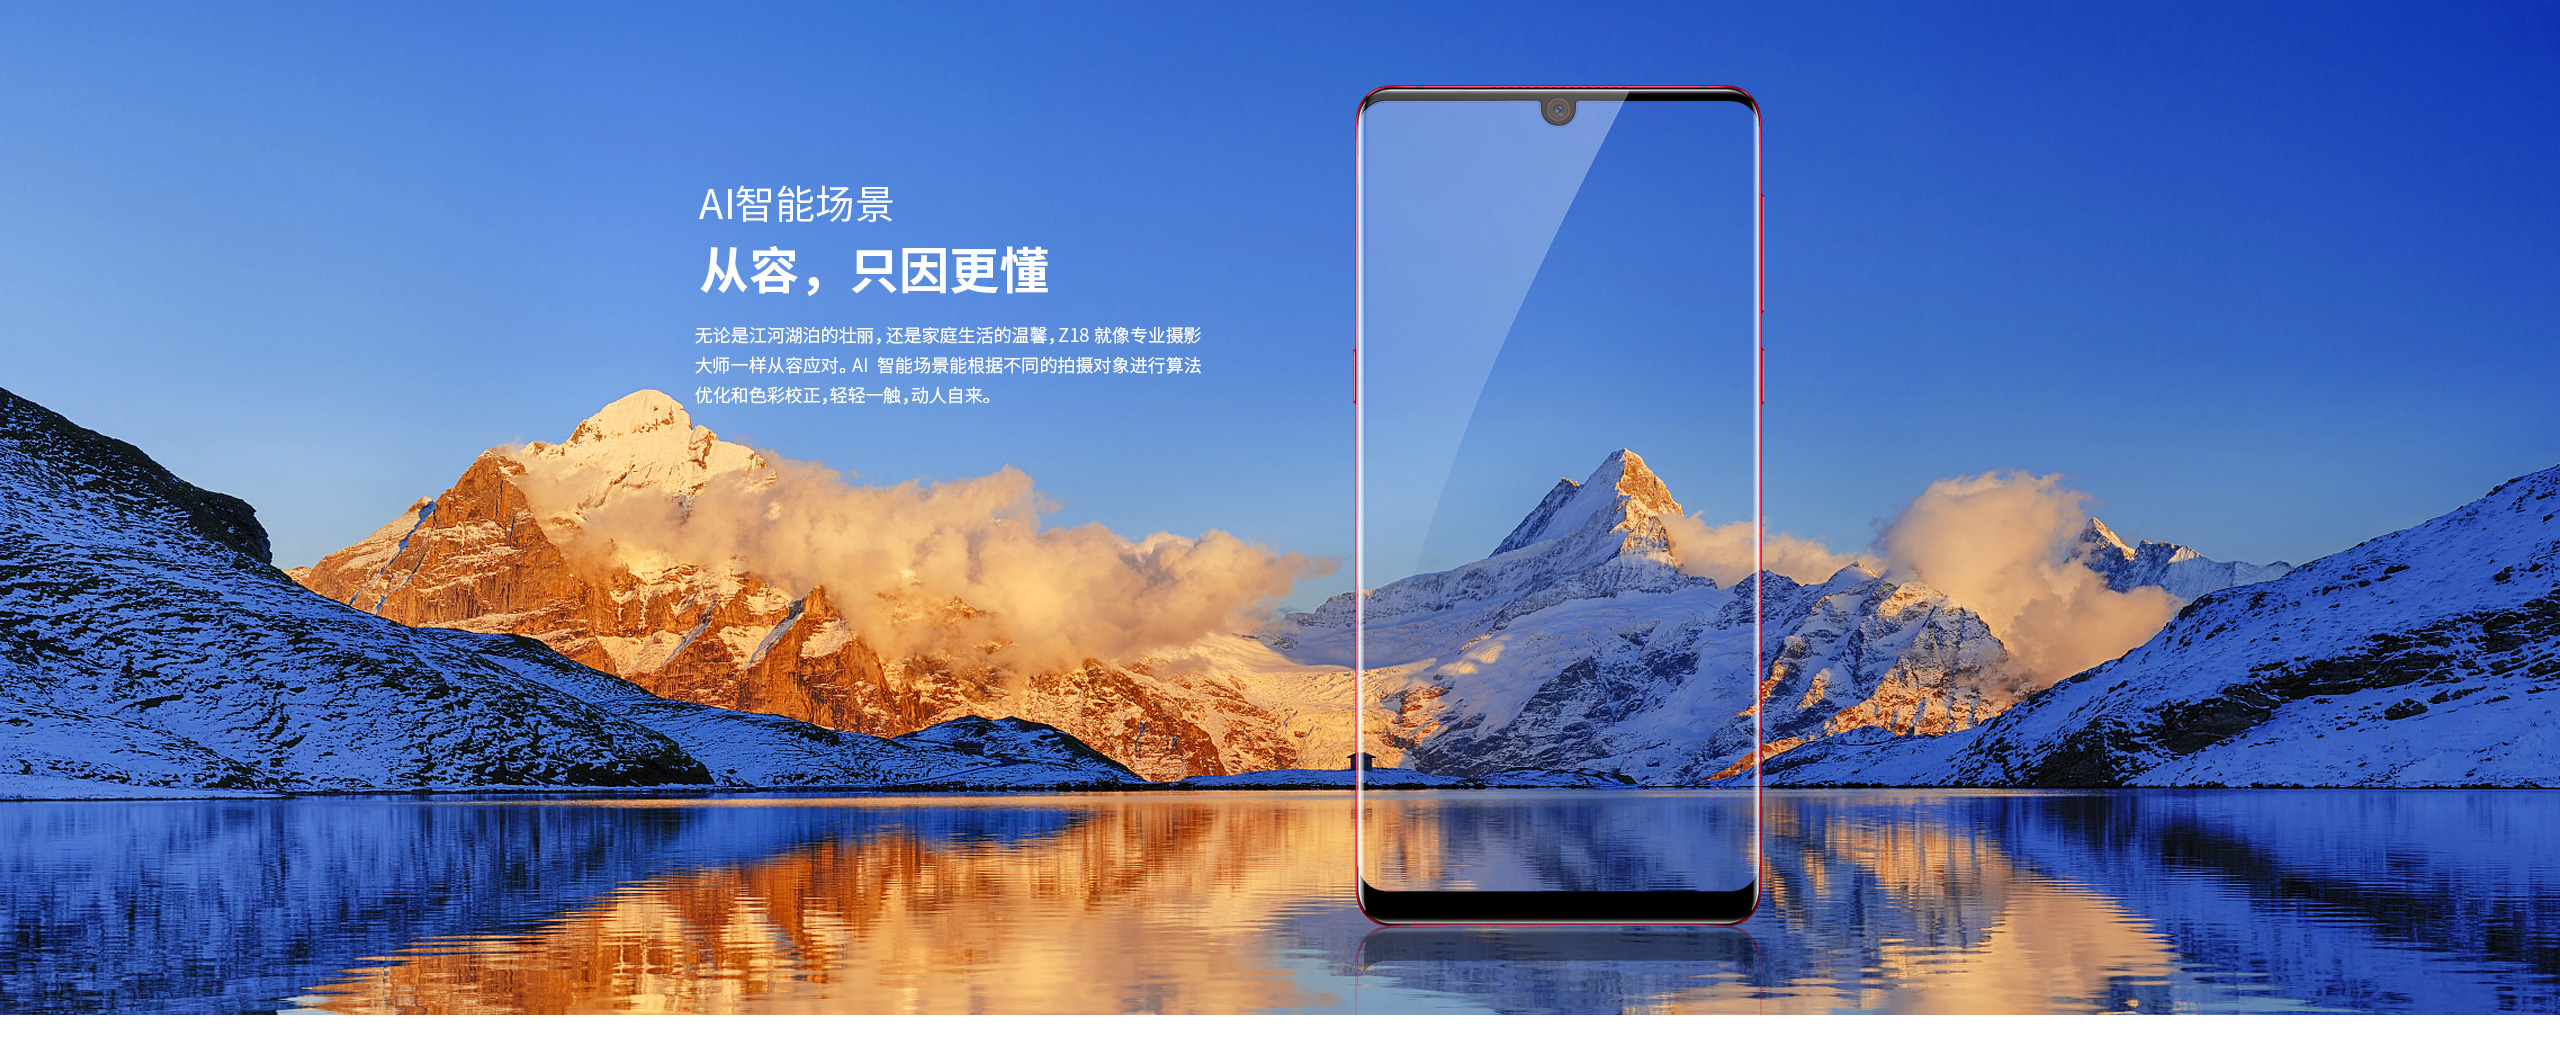 AI智能场景
从容，只因更懂
无论是江河湖泊的壮丽，还是家庭生活的温馨，Z18 就像专业摄影
大师一样从容应对。AI 智能场景能根据不同的拍摄对象进行算法
优化和色彩校正，轻轻一触，动人自来。